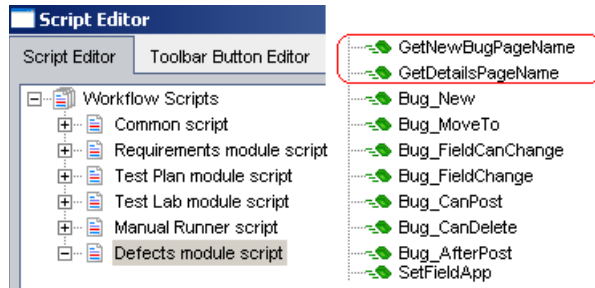 Script Editor
Script Editor
Toolbar Button Editor
Workflow Scripts
Common script
Requirements module script
Test Plan module script
Test Lab module script
Manual Runner script
Defects module script
GetNewBugPageName
GetDetailsPageName
Bug_New
Bug_MoveTo
Bug_FieldCanChange
Bug_FieldChange
Bug_CanPost
Bug_CanDelete
Bug_AfterPost
SetFieldApp